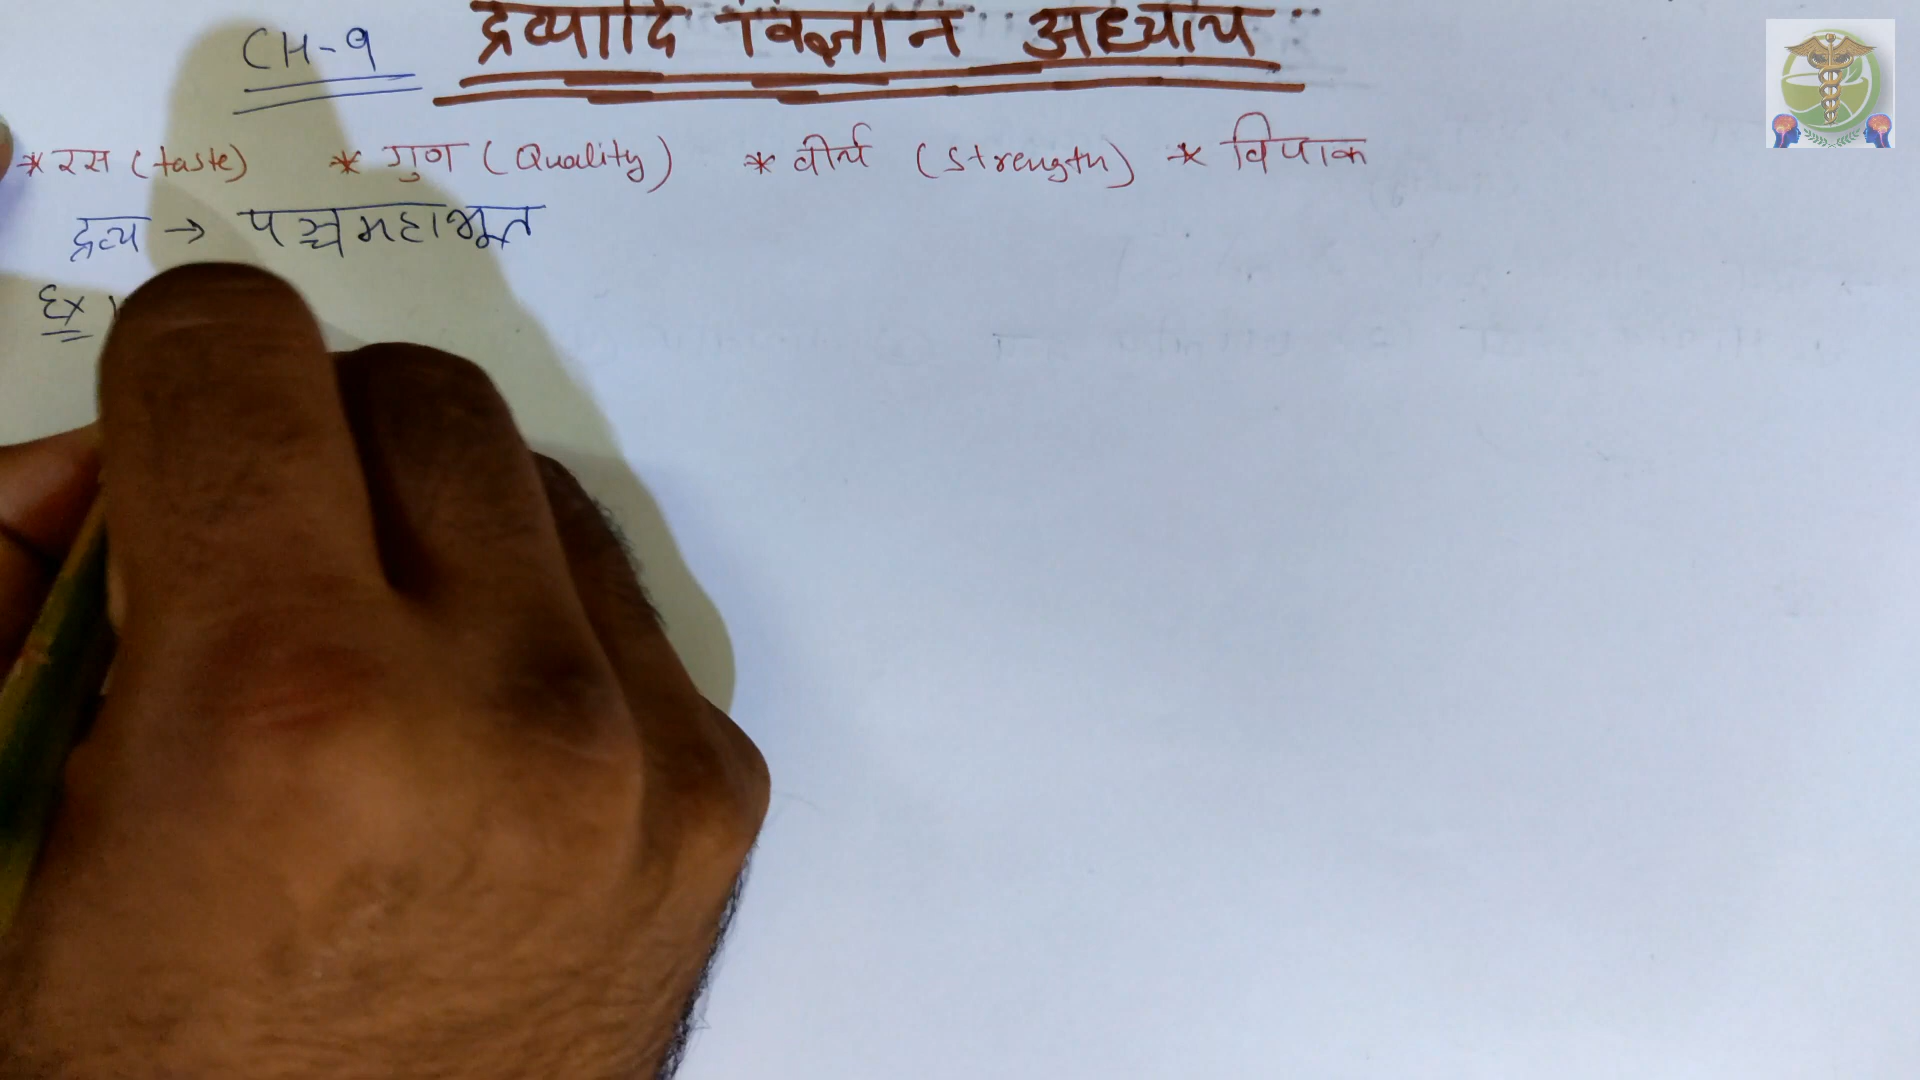 CH-9 द्रव्यादि विज्ञान अध्याय
* रस (taste) * गुण (Quality) * वीर्य (Strength) * विपाक
द्रव्य → पञ्चमहाभूत
Ex